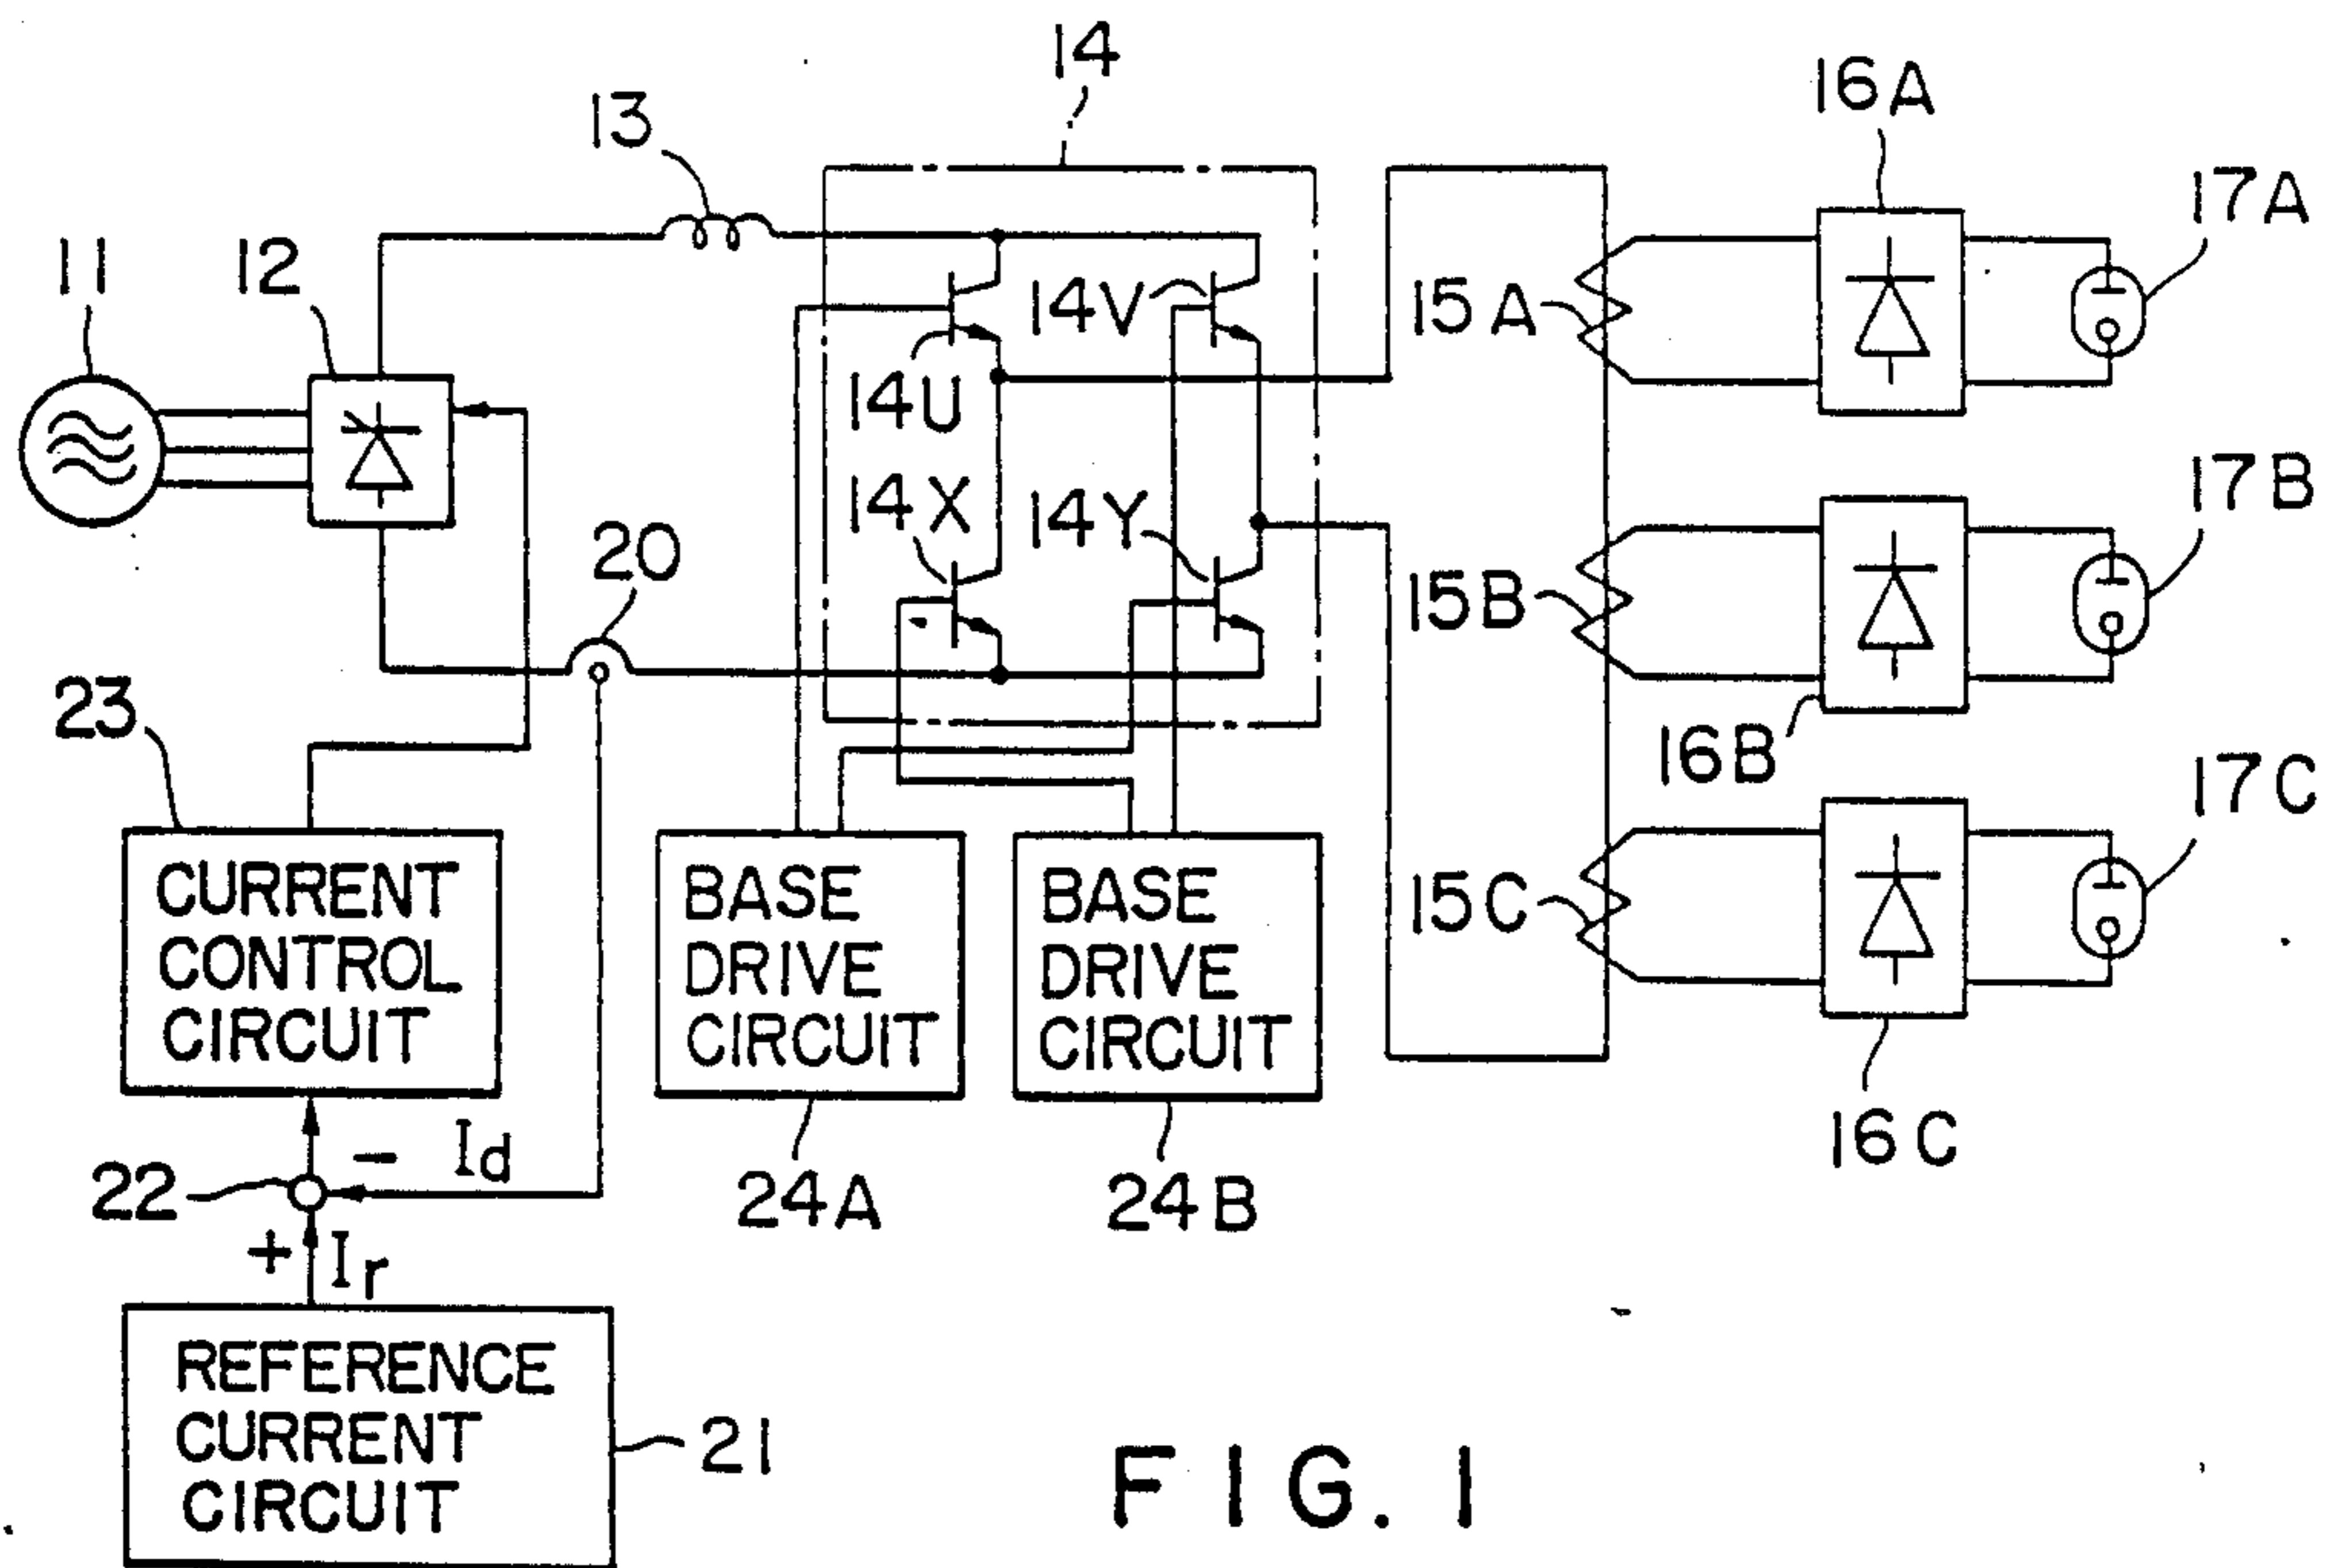 14
16A
13
17A
11
12
14V
15A
14U
17B
14X
14Y
20
15B
23
16B
17C
CURRENT
CONTROL
CIRCUIT
BASE
DRIVE
CIRCUIT
BASE
DRIVE
CIRCUIT
15C
16C
- Id
22
24A
24B
+ Ir
REFERENCE
CURRENT
CIRCUIT
21
FIG. 1